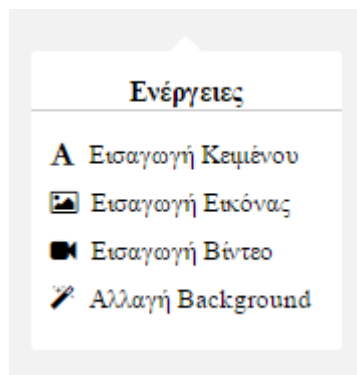 Ενέργειες
Εισαγωγή Κειμένου
Εισαγωγή Εικόνας
Εισαγωγή Βίντεο
Αλλαγή Background